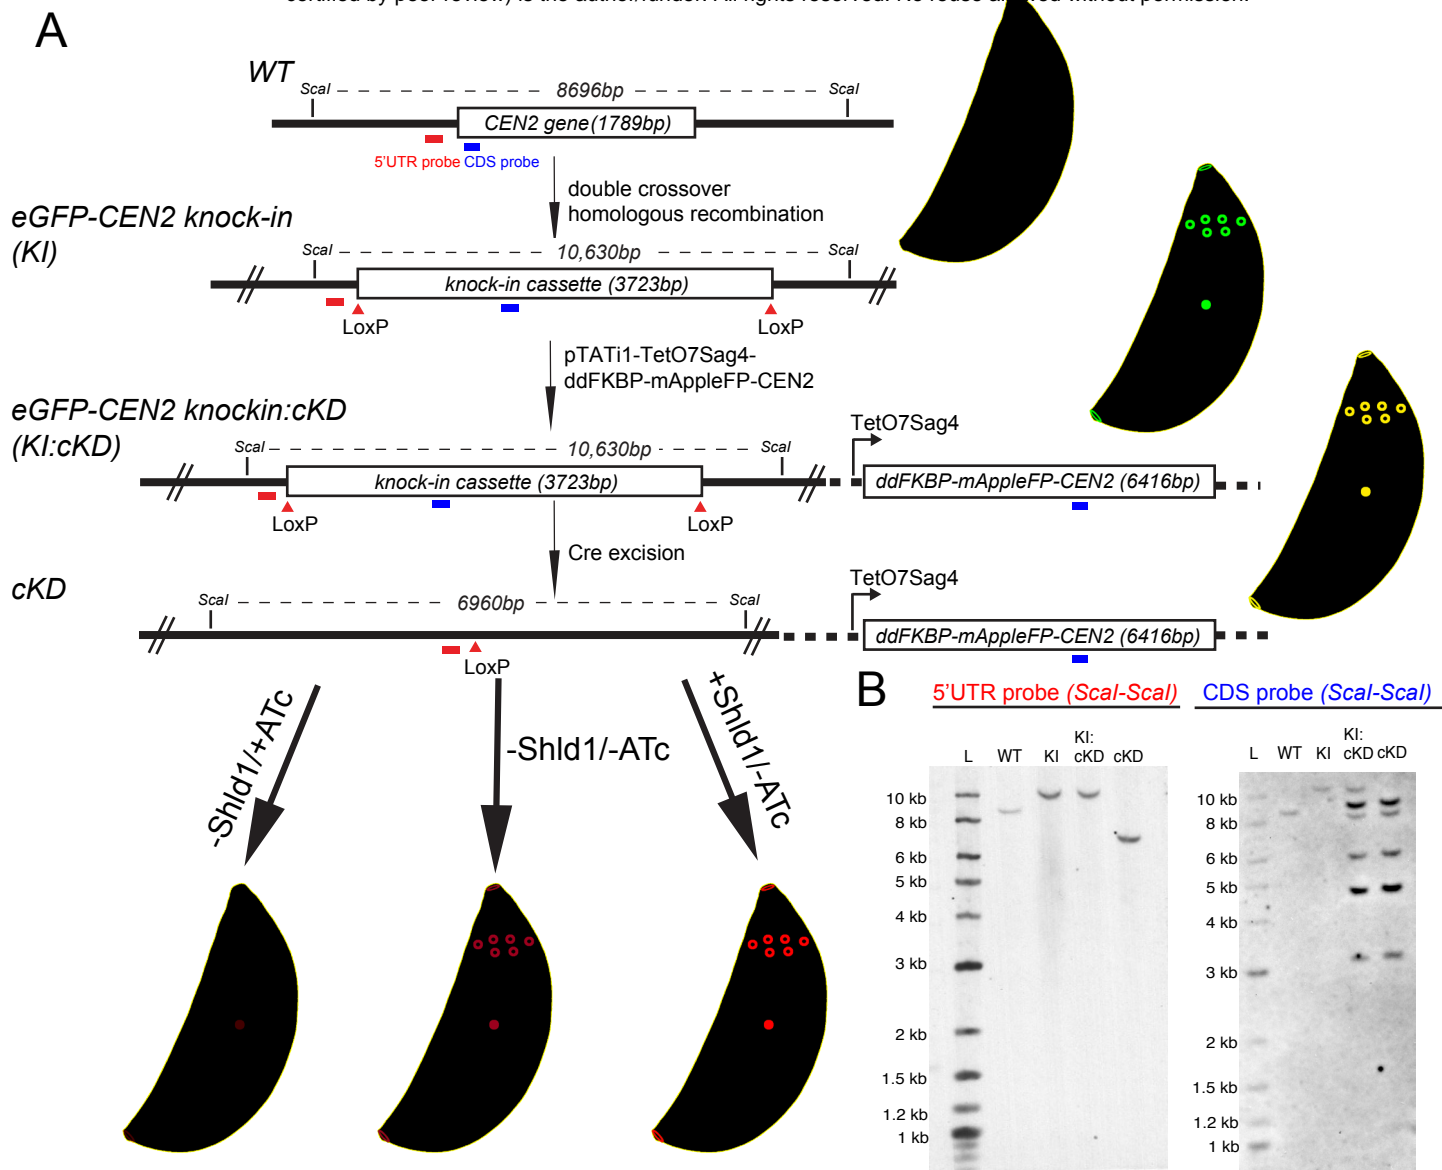 A
WT
ScaI
8696bp
ScaI
CEN2 gene(1789bp)
5'UTR probe
CDS probe
double crossover
homologous recombination
eGFP-CEN2 knock-in
(KI)
ScaI
10,630bp
ScaI
knock-in cassette (3723bp)
LoxP
LoxP
pTATi1-TetO7Sag4-
ddFKBP-mAppleFP-CEN2
eGFP-CEN2 knockin:cKD
(KI:cKD)
ScaI
10,630bp
ScaI
TetO7Sag4
knock-in cassette (3723bp)
ddFKBP-mAppleFP-CEN2 (6416bp)
LoxP
LoxP
Cre excision
cKD
ScaI
6960bp
ScaI
TetO7Sag4
ddFKBP-mAppleFP-CEN2 (6416bp)
LoxP
-Shld1/+ATc
-Shld1/-ATc
+Shld1/-ATc
B
5'UTR probe (ScaI-ScaI)
L WT KI KI: cKD cKD
10 kb
8 kb
6 kb
5 kb
4 kb
3 kb
2 kb
1.5 kb
1.2 kb
1 kb
CDS probe (ScaI-ScaI)
L WT KI KI: cKD cKD
10 kb
8 kb
6 kb
5 kb
4 kb
3 kb
2 kb
1.5 kb
1.2 kb
1 kb